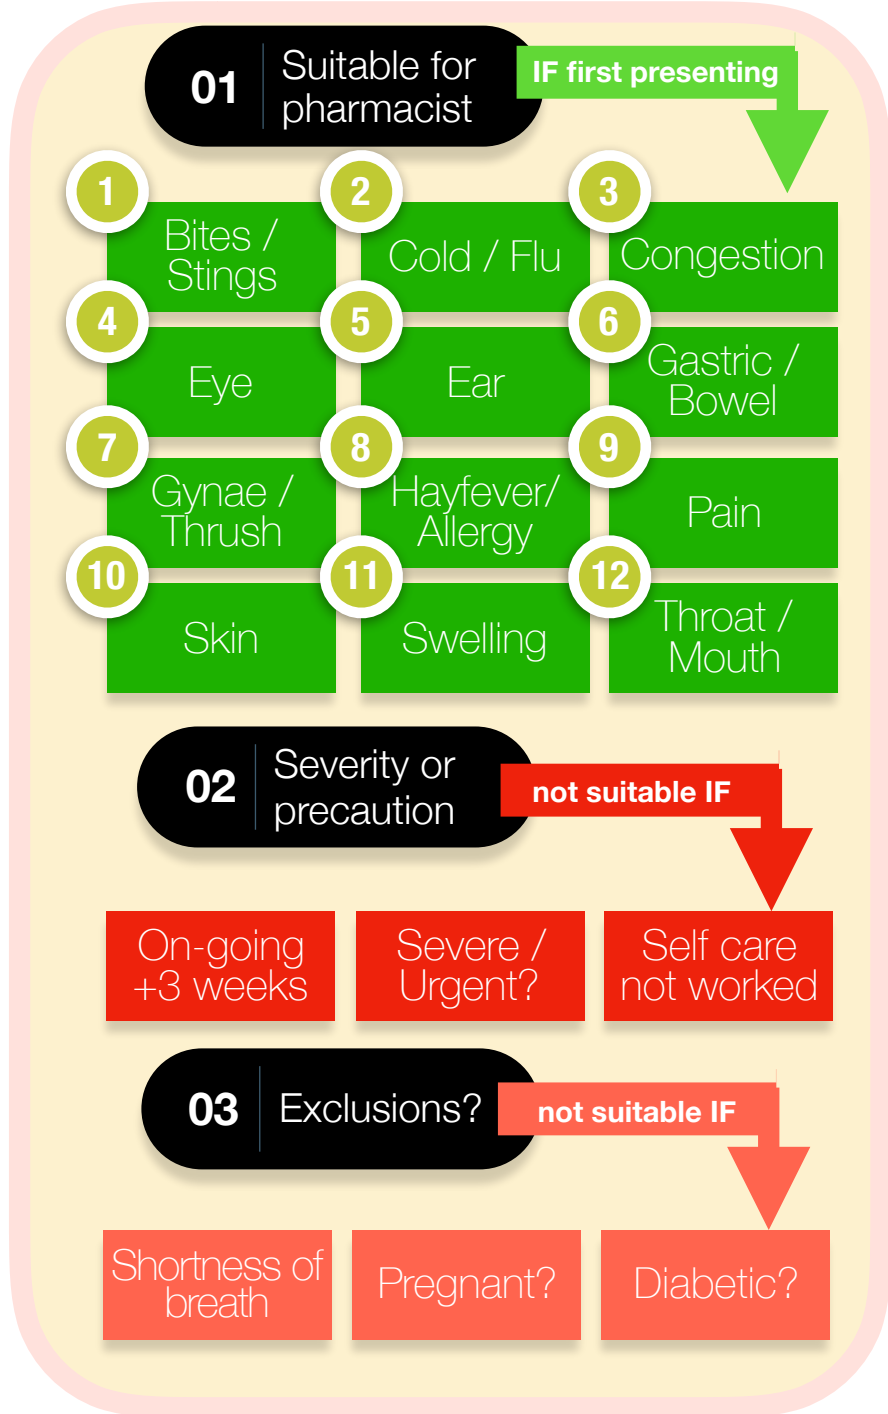 01
Suitable for
pharmacist
IF first presenting
1
Bites /
Stings
2
Cold / Flu
3
Congestion
4
Eye
5
Ear
6
Gastric /
Bowel
7
Gynae /
Thrush
8
Hayfever/
Allergy
9
Pain
10
Skin
11
Swelling
12
Throat /
Mouth
02
Severity or
precaution
not suitable IF
On-going
+3 weeks
Severe /
Urgent?
Self care
not worked
03
Exclusions?
not suitable IF
Shortness of
breath
Pregnant?
Diabetic?